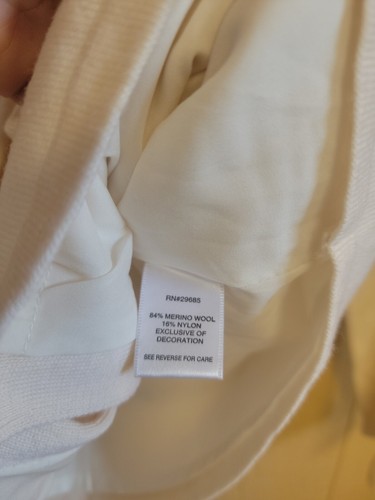 RN#29685
84% MERINO WOOL
16% NYLON
EXCLUSIVE OF
DECORATION
SEE REVERSE FOR CARE